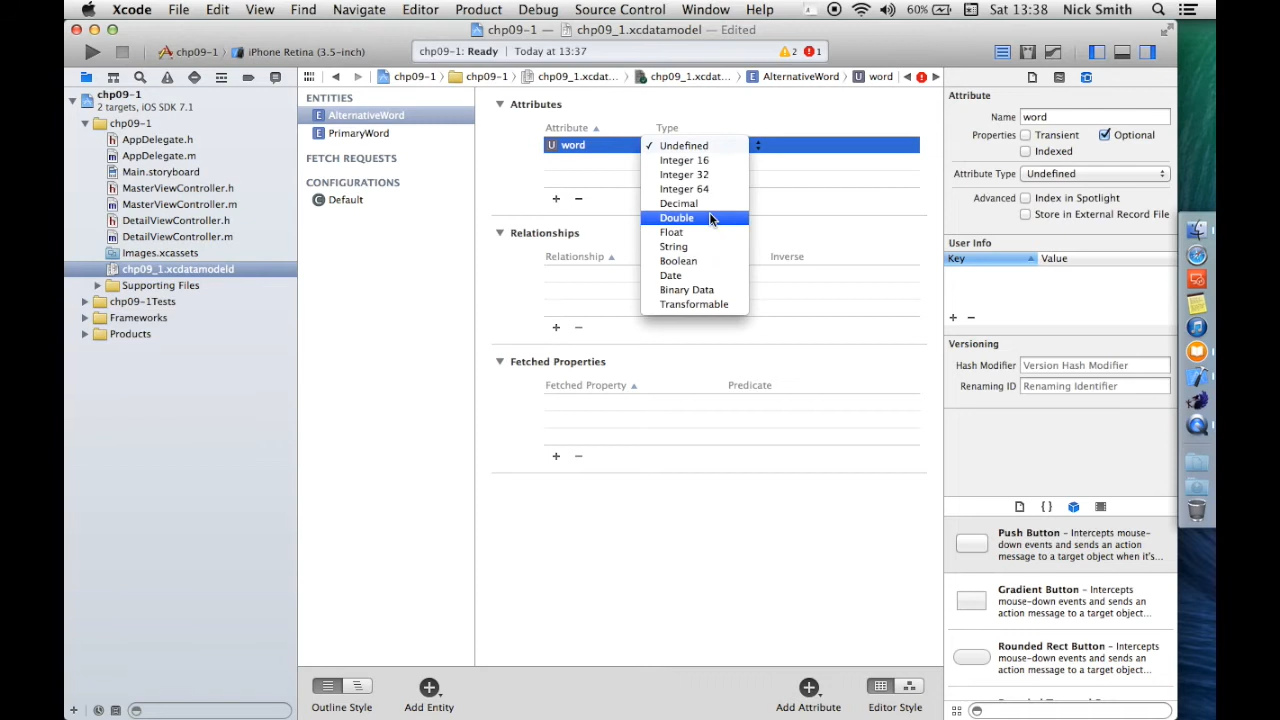 Xcode File Edit View Find Navigate Editor Product Debug Source Control Window Help 60% Sat 13:38 Nick Smith
chp09-1 — chp09_1.xcdatamodel — Edited
chp09-1 iPhone Retina (3.5-inch) chp09-1: Ready Today at 13:37 2 1
chp09-1 chp09-1 chp09_1.xcdat... chp09_1.xcdat... E AlternativeWord U word
chp09-1
2 targets, iOS SDK 7.1
chp09-1
h AppDelegate.h
m AppDelegate.m
Main.storyboard
h MasterViewController.h
m MasterViewController.m
h DetailViewController.h
m DetailViewController.m
Images.xcassets
chp09_1.xcdatamodeld
Supporting Files
chp09-1Tests
Frameworks
Products
ENTITIES
E AlternativeWord
E PrimaryWord
FETCH REQUESTS
CONFIGURATIONS
C Default
Attributes
Attribute Type
U word
Undefined
Integer 16
Integer 32
Integer 64
Decimal
Double
Float
String
Boolean
Date
Binary Data
Transformable
+ −
Relationships
Relationship Inverse
+ −
Fetched Properties
Fetched Property Predicate
+ −
Outline Style Add Entity Add Attribute Editor Style
Attribute
Name word
Properties Transient Optional
Indexed
Attribute Type Undefined
Advanced Index in Spotlight
Store in External Record File
User Info
Key Value
+ −
Versioning
Hash Modifier Version Hash Modifier
Renaming ID Renaming Identifier
{ }
Push Button – Intercepts mouse-
down events and sends an action
message to a target object when it's...
Gradient Button – Intercepts
mouse-down events and sends an
action message to a target object...
Rounded Rect Button – Intercepts
mouse-down events and sends an
action message to a target object...